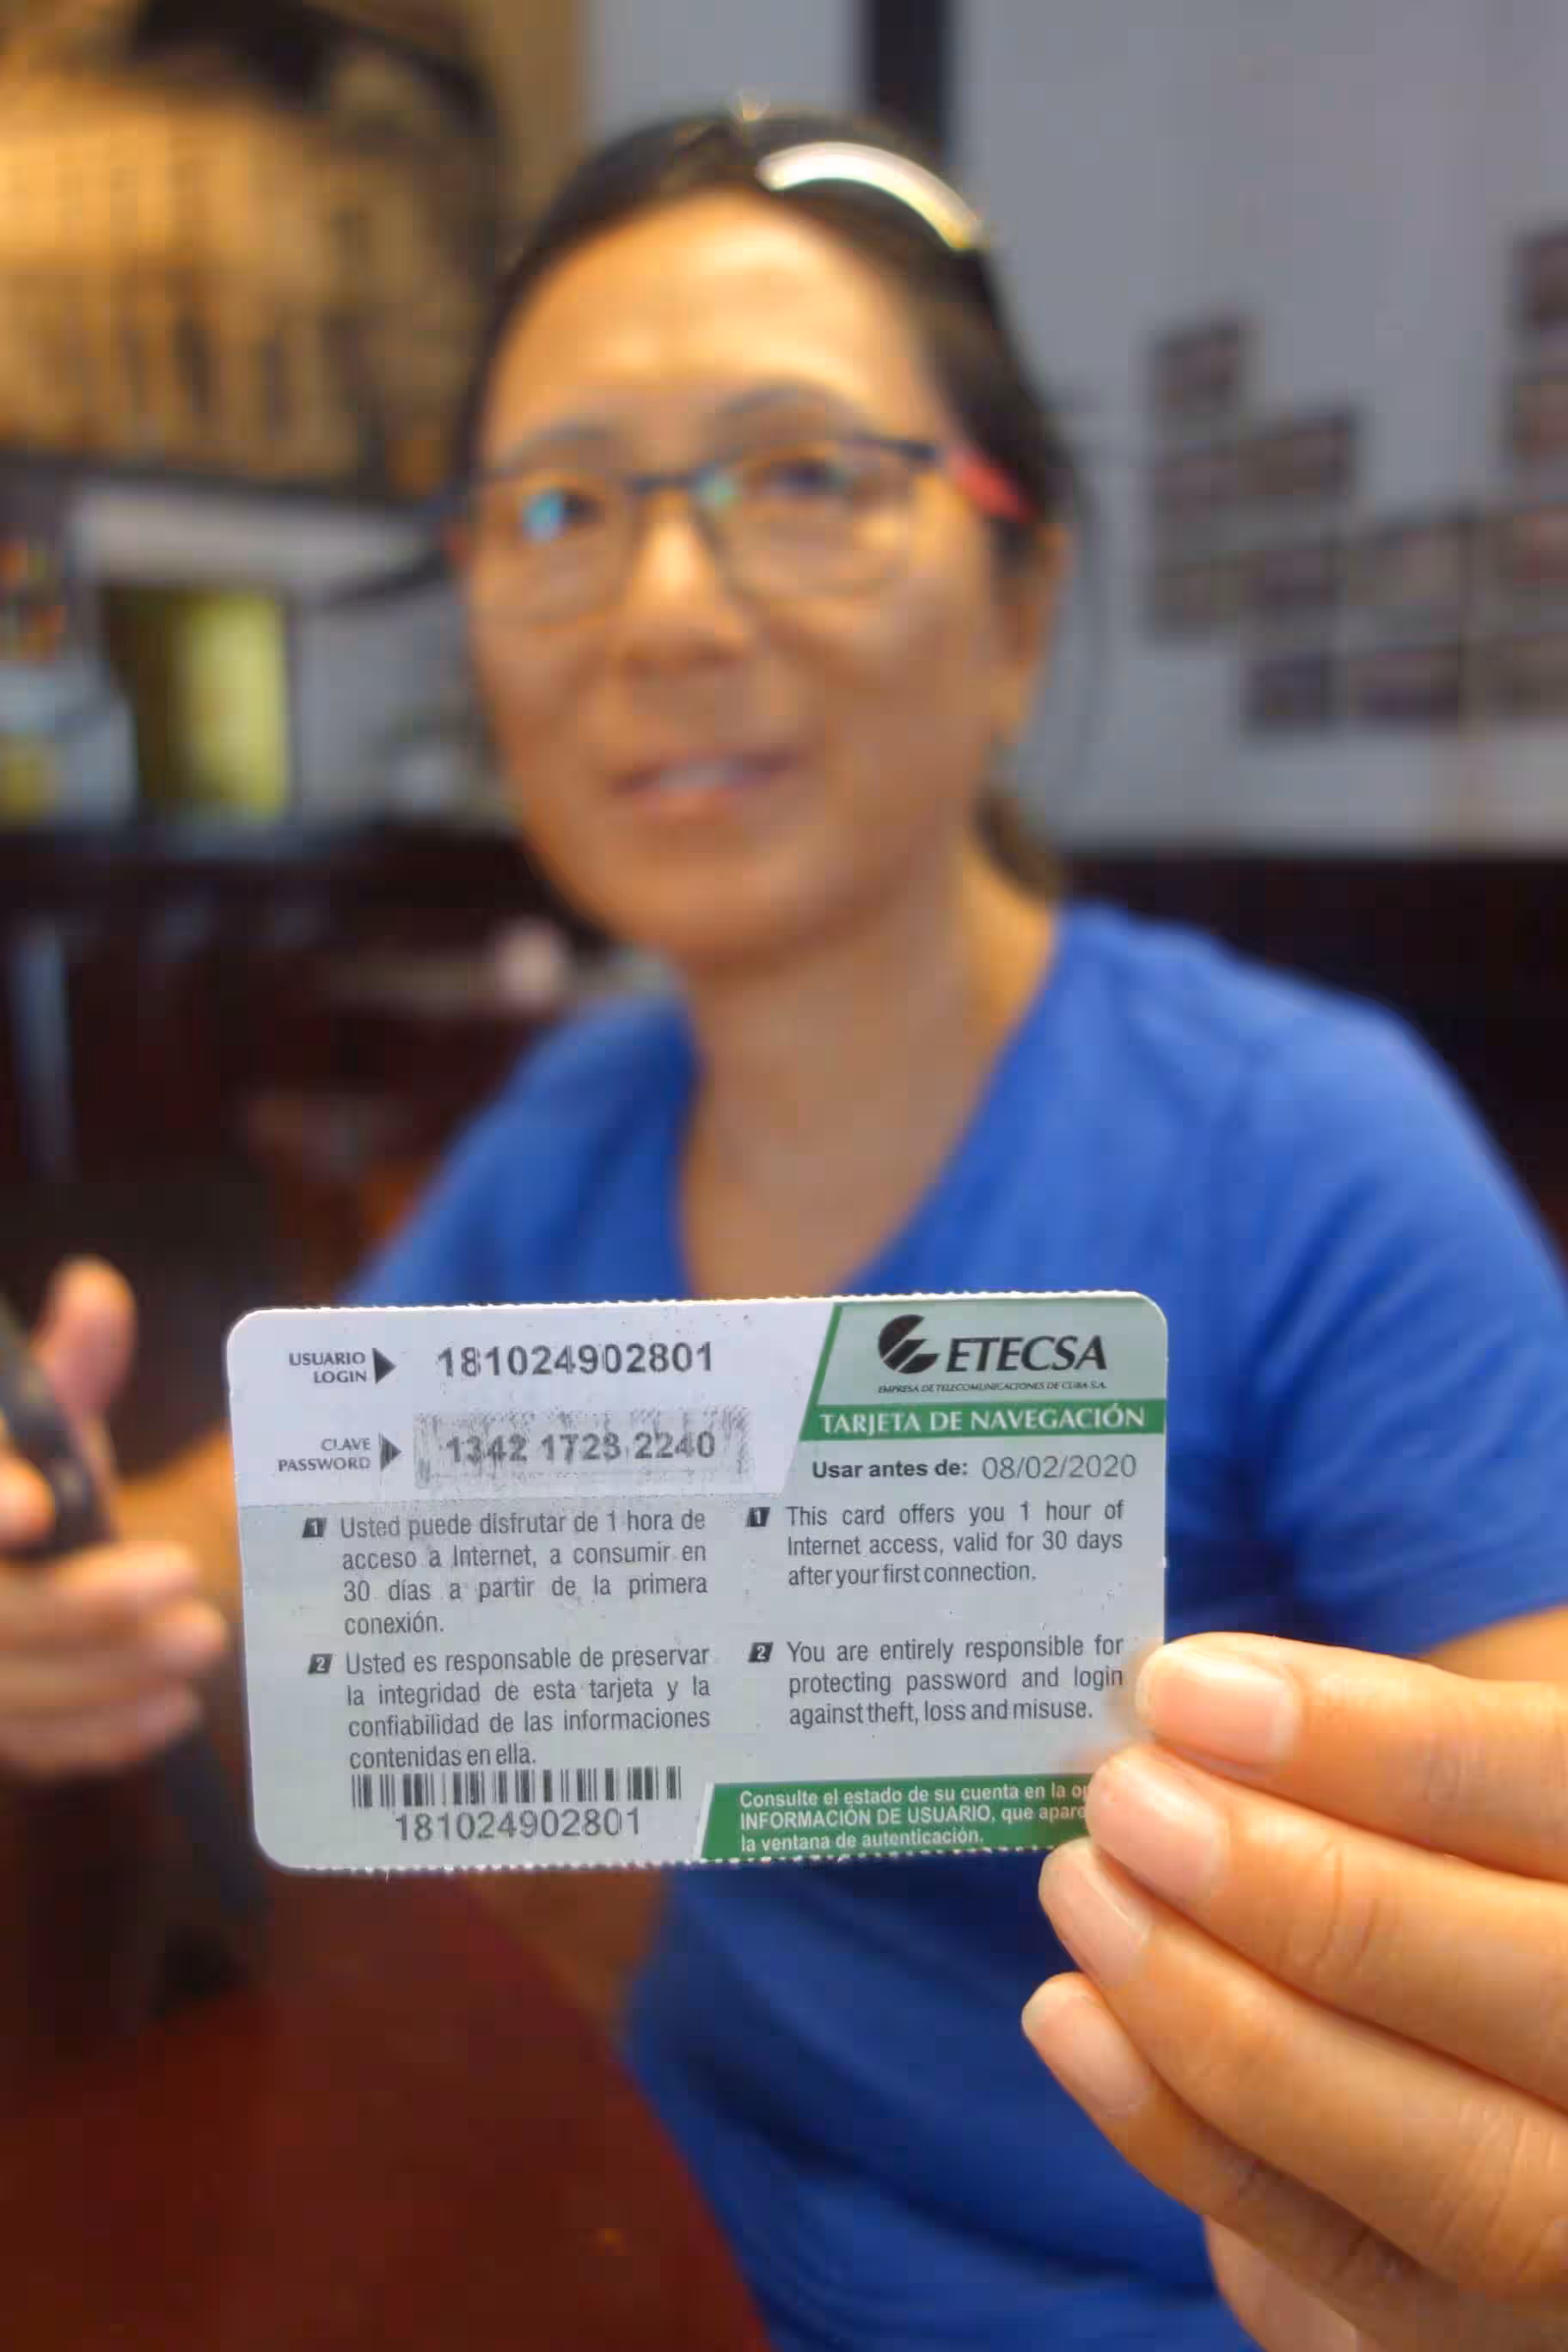 USUARIO
LOGIN
181024902801
CLAVE
PASSWORD
1342 1728 2240
ETECSA
EMPRESA DE TELECOMUNICACIONES DE CUBA S.A.
TARJETA DE NAVEGACIÓN
Usar antes de: 08/02/2020
1 Usted puede disfrutar de 1 hora de
acceso a Internet, a consumir en
30 días a partir de la primera
conexión.
2 Usted es responsable de preservar
la integridad de esta tarjeta y la
confiabilidad de las informaciones
contenidas en ella.
181024902801
1 This card offers you 1 hour of
Internet access, valid for 30 days
after your first connection.
2 You are entirely responsible for
protecting password and login
against theft, loss and misuse.
Consulte el estado de su cuenta en la
INFORMACIÓN DE USUARIO, que
la ventana de autenticación.